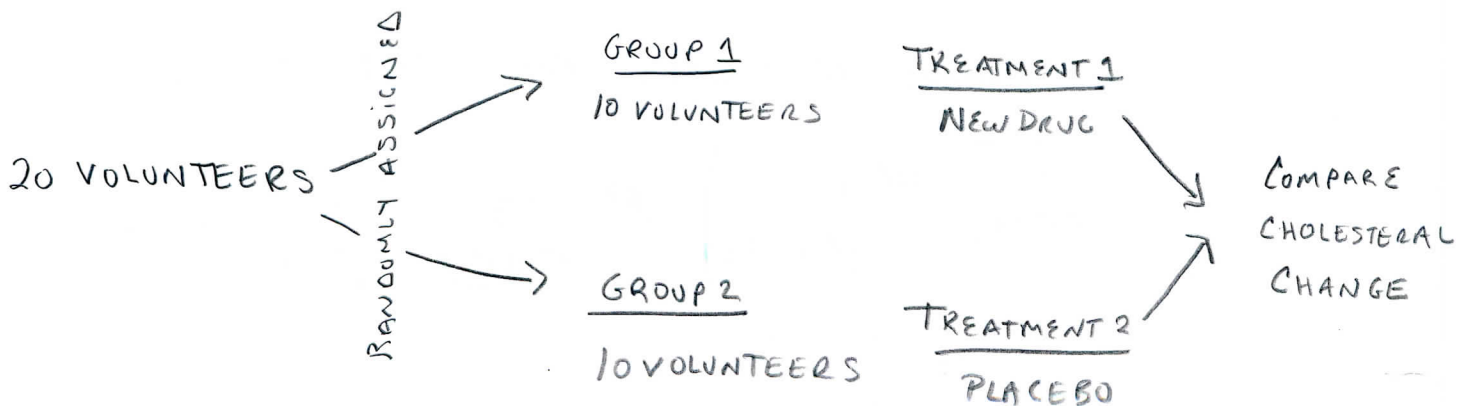 20 VOLUNTEERS
RANDOMLY ASSIGNED
GROUP 1
10 VOLUNTEERS
TREATMENT 1
NEW DRUG
GROUP 2
10 VOLUNTEERS
TREATMENT 2
PLACEBO
COMPARE
CHOLESTERAL
CHANGE